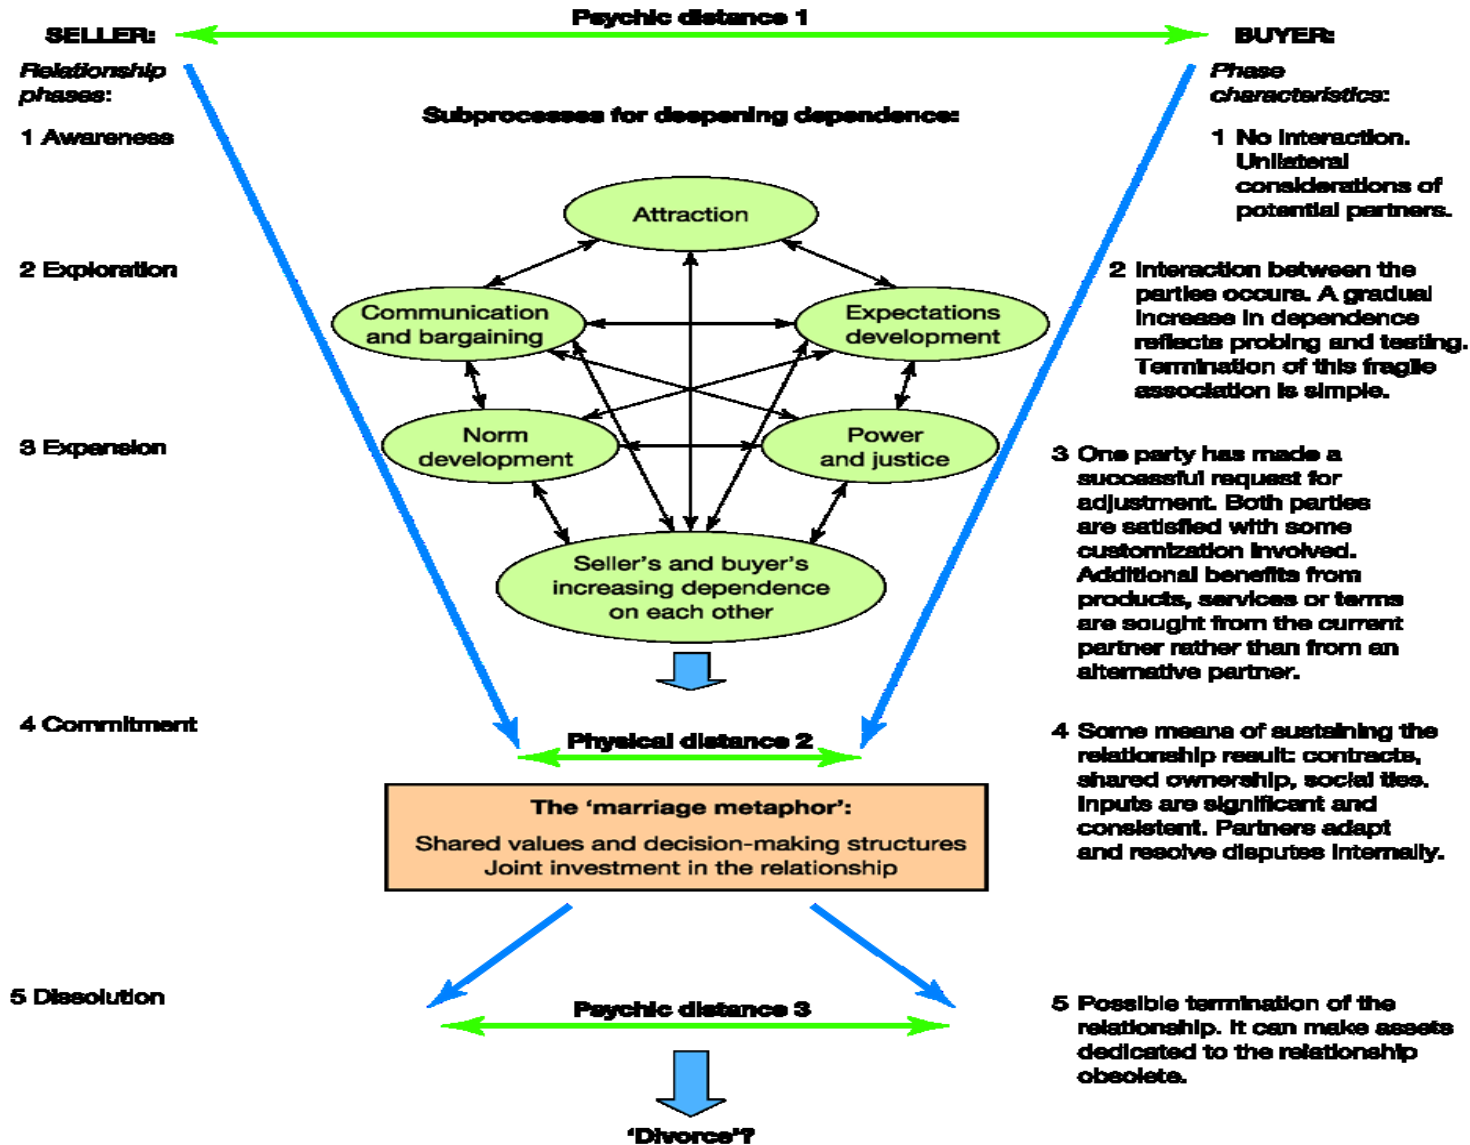 Psychic distance 1
SELLER:
BUYER:
Relationship
phases:
Phase
characteristics:
Subprocesses for deepening dependence:
1 Awareness
1 No interaction.
Unilateral
considerations of
potential partners.
Attraction
2 Exploration
2 Interaction between the
parties occurs. A gradual
increase in dependence
reflects probing and testing.
Termination of this fragile
association is simple.
Communication
and bargaining
Expectations
development
3 Expansion
Norm
development
Power
and justice
3 One party has made a
successful request for
adjustment. Both parties
are satisfied with some
customization involved.
Additional benefits from
products, services or terms
are sought from the current
partner rather than from an
alternative partner.
Seller's and buyer's
increasing dependence
on each other
4 Commitment
Physical distance 2
4 Some means of sustaining the
relationship result: contracts,
shared ownership, social ties.
Inputs are significant and
consistent. Partners adapt
and resolve disputes internally.
The 'marriage metaphor':
Shared values and decision-making structures
Joint investment in the relationship
5 Dissolution
Psychic distance 3
5 Possible termination of the
relationship. It can make assets
dedicated to the relationship
obsolete.
'Divorce'?